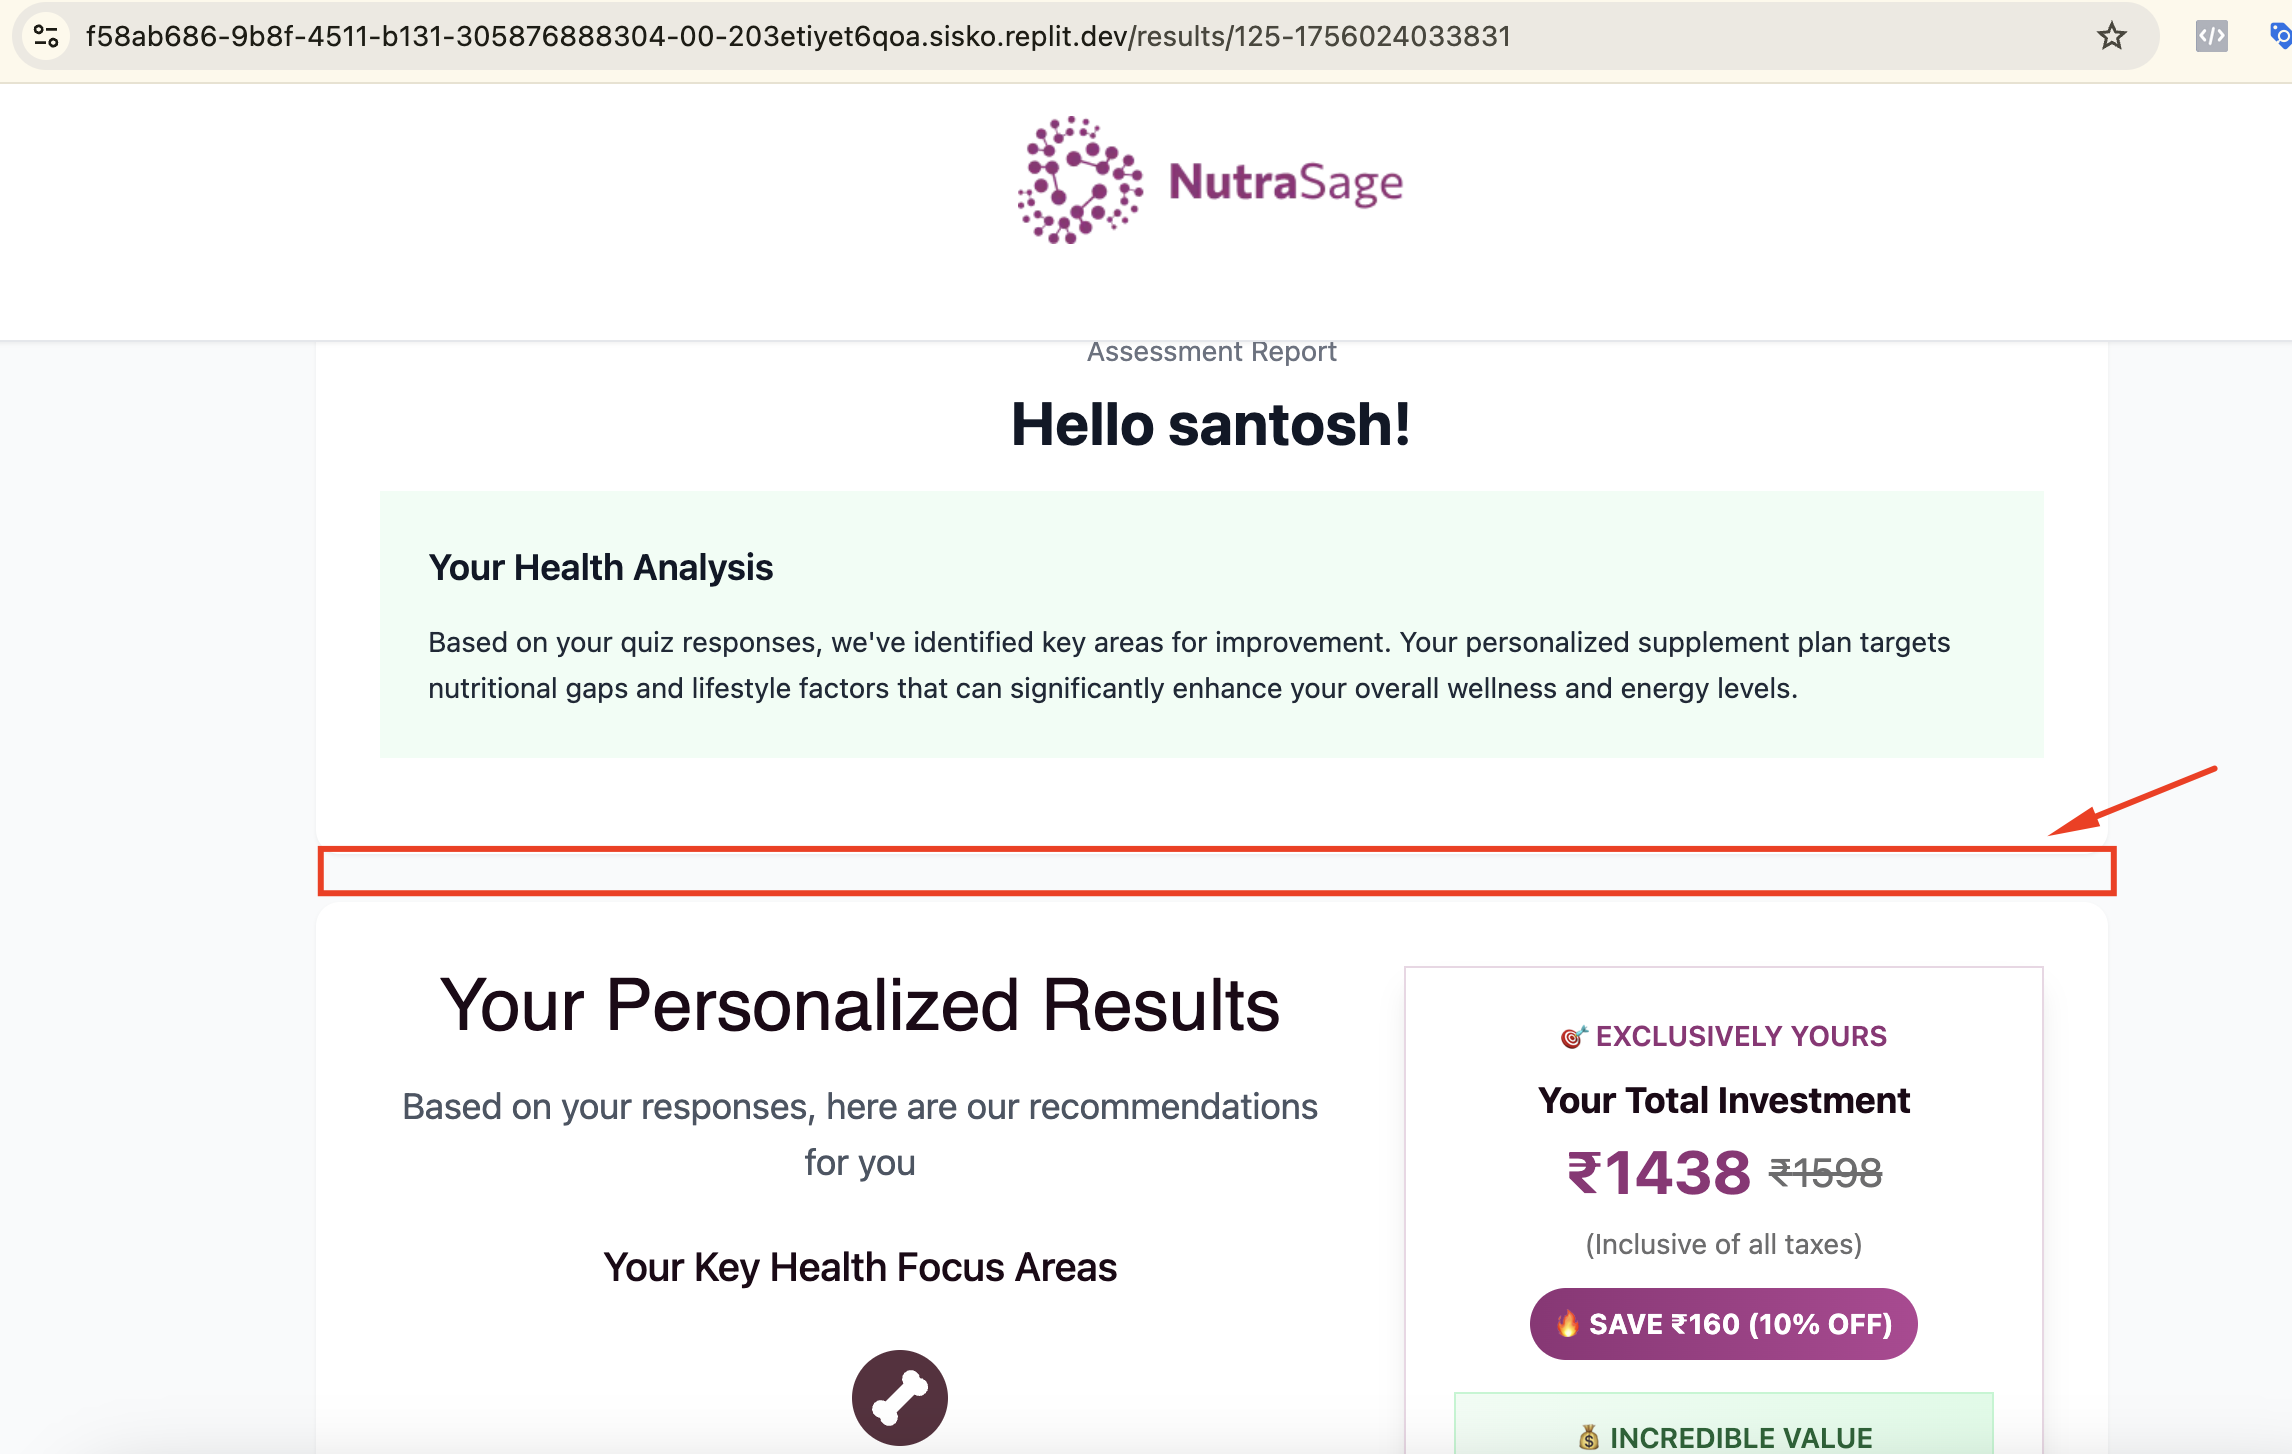 f58ab686-9b8f-4511-b131-305876888304-00-203etiyet6qoa.sisko.replit.dev/results/125-1756024033831
NutraSage
Assessment Report
Hello santosh!
Your Health Analysis
Based on your quiz responses, we've identified key areas for improvement. Your personalized supplement plan targets
nutritional gaps and lifestyle factors that can significantly enhance your overall wellness and energy levels.
Your Personalized Results
Based on your responses, here are our recommendations
for you
Your Key Health Focus Areas
🎯 EXCLUSIVELY YOURS
Your Total Investment
₹1438 ₹1598
(Inclusive of all taxes)
🔥 SAVE ₹160 (10% OFF)
💰 INCREDIBLE VALUE